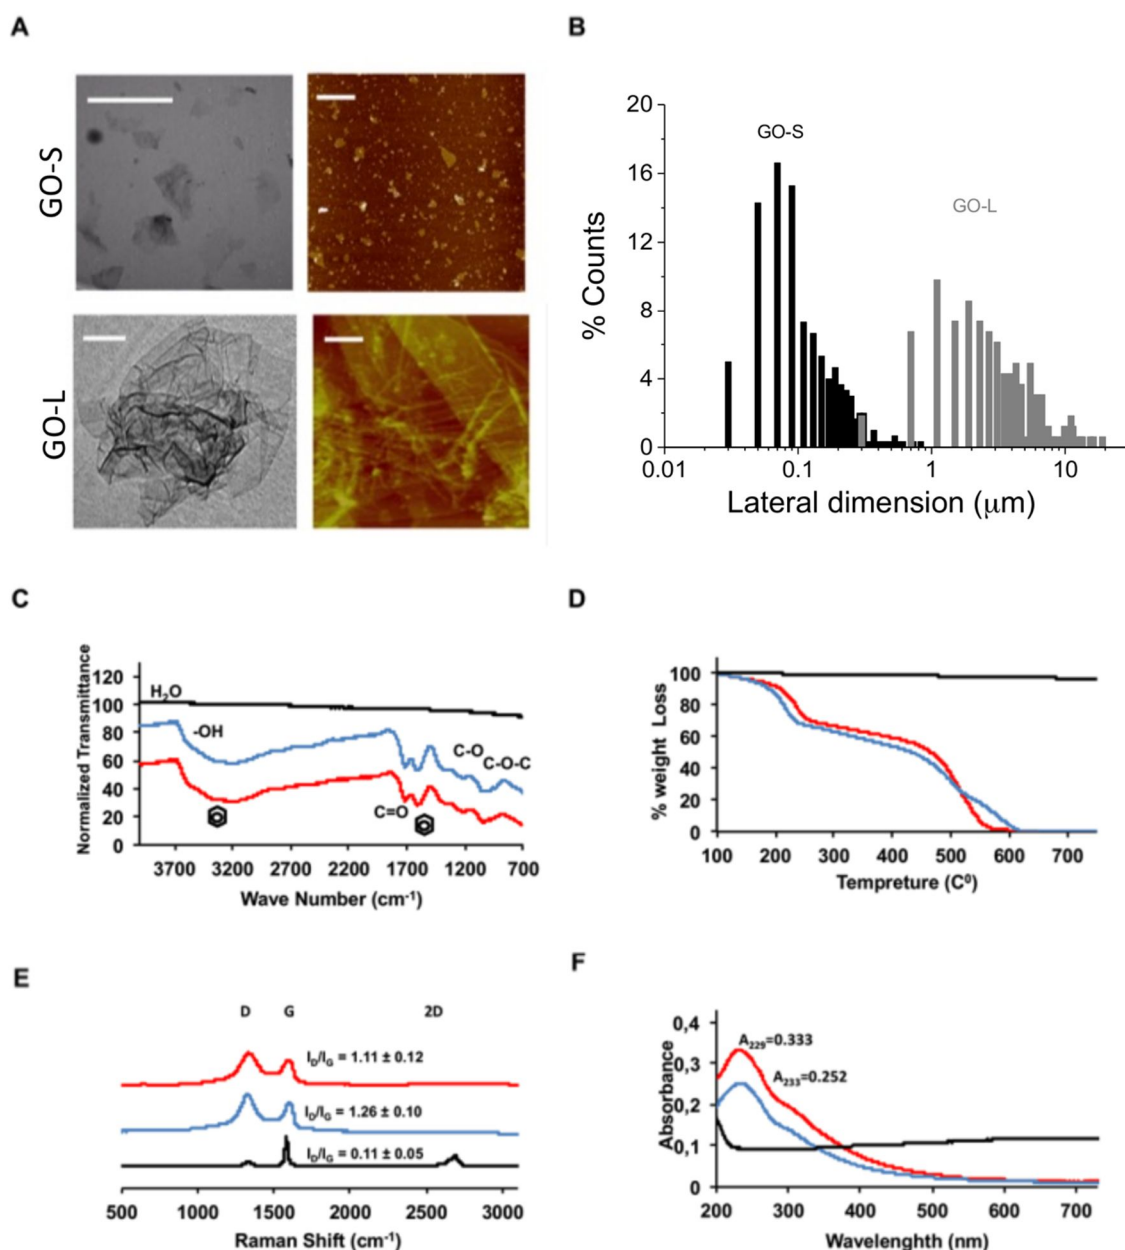 A
B
GO-S
GO-L
20
16
12
8
4
0
% Counts
GO-S
GO-L
0.01
0.1
1
10
Lateral dimension (μm)
C
D
Normalized Transmittance
120
100
80
60
40
20
0
H2O
-OH
C-O
C-O-C
C=O
3700 3200 2700 2200 1700 1200 700
Wave Number (cm-1)
% weight Loss
100
80
60
40
20
0
100 200 300 400 500 600 700
Tempreture (C0)
E
F
D G 2D
ID/IG = 1.11 ± 0.12
ID/IG = 1.26 ± 0.10
ID/IG = 0.11 ± 0.05
500 1000 1500 2000 2500 3000
Raman Shift (cm-1)
Absorbance
0,4
0,3
0,2
0,1
0
A229=0.333
A233=0.252
200 300 400 500 600 700
Wavelenghth (nm)